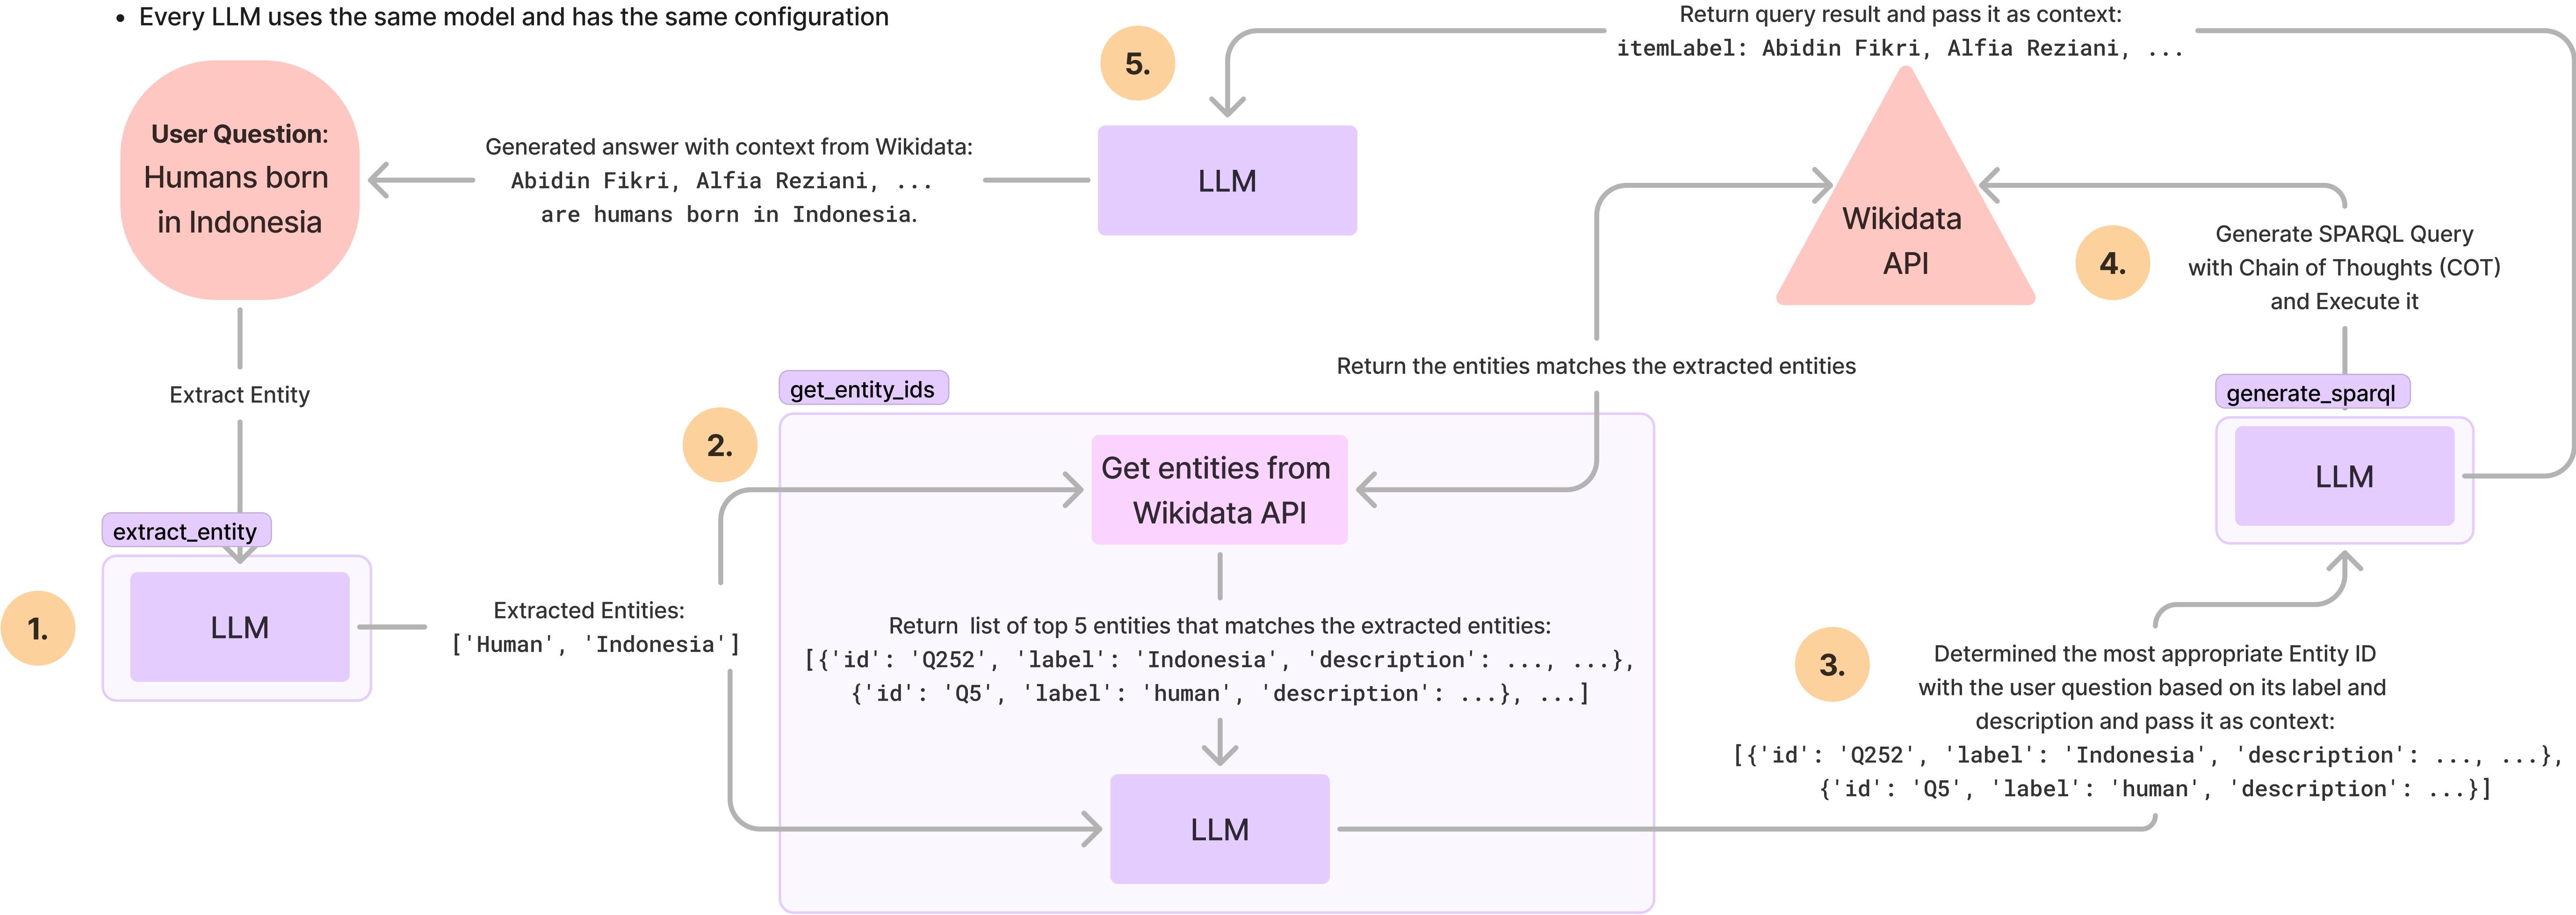 • Every LLM uses the same model and has the same configuration
User Question:
Humans born
in Indonesia
Extract Entity
extract_entity
1.
LLM
Extracted Entities:
['Human', 'Indonesia']
2.
get_entity_ids
Get entities from
Wikidata API
Return the entities matches the extracted entities
Return  list of top 5 entities that matches the extracted entities:
[{'id': 'Q252', 'label': 'Indonesia', 'description': ..., ...},
{'id': 'Q5', 'label': 'human', 'description': ...}, ...]
LLM
3.
Determined the most appropriate Entity ID
with the user question based on its label and
description and pass it as context:
[{'id': 'Q252', 'label': 'Indonesia', 'description': ..., ...},
{'id': 'Q5', 'label': 'human', 'description': ...}]
generate_sparql
LLM
4.
Generate SPARQL Query
with Chain of Thoughts (COT)
and Execute it
Wikidata
API
Return query result and pass it as context:
itemLabel: Abidin Fikri, Alfia Reziani, ...
5.
LLM
Generated answer with context from Wikidata:
Abidin Fikri, Alfia Reziani, ...
are humans born in Indonesia.